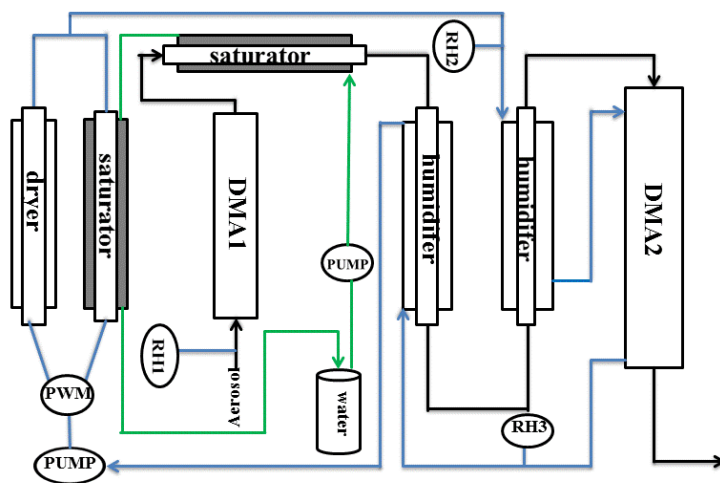 saturator
RH2
dryer
saturator
DMA1
humidifer
humidifer
DMA2
PUMP
RH1
Aerosol
water
PWM
RH3
PUMP